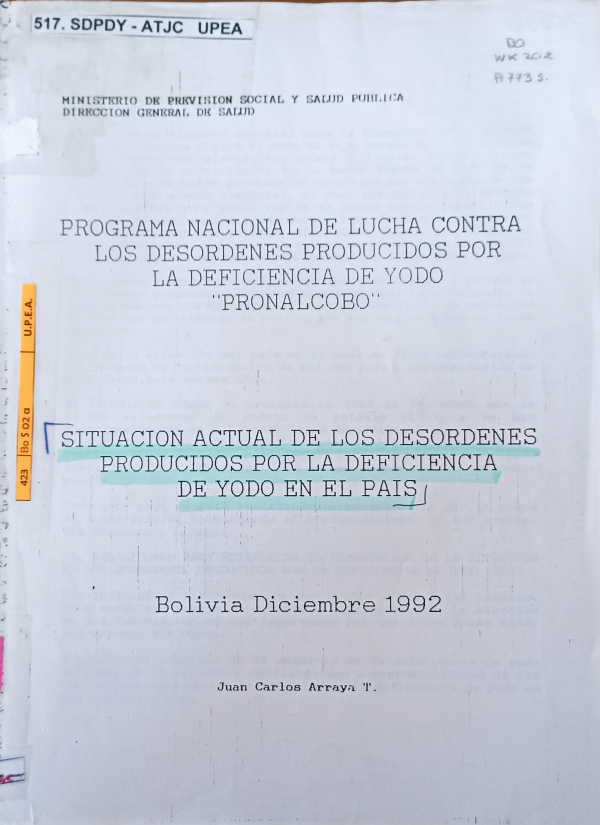 517. SDPDY - ATJC UPEA
DO
WK 202
A773s.
MINISTERIO DE PREVISION SOCIAL Y SALUD PUBLICA
DIRECCION GENERAL DE SALUD
PROGRAMA NACIONAL DE LUCHA CONTRA
LOS DESORDENES PRODUCIDOS POR
LA DEFICIENCIA DE YODO
"PRONALCOBO"
423 Bo S 02 a U.P.E.A.
SITUACION ACTUAL DE LOS DESORDENES
PRODUCIDOS POR LA DEFICIENCIA
DE YODO EN EL PAIS
Bolivia Diciembre 1992
Juan Carlos Arraya T.